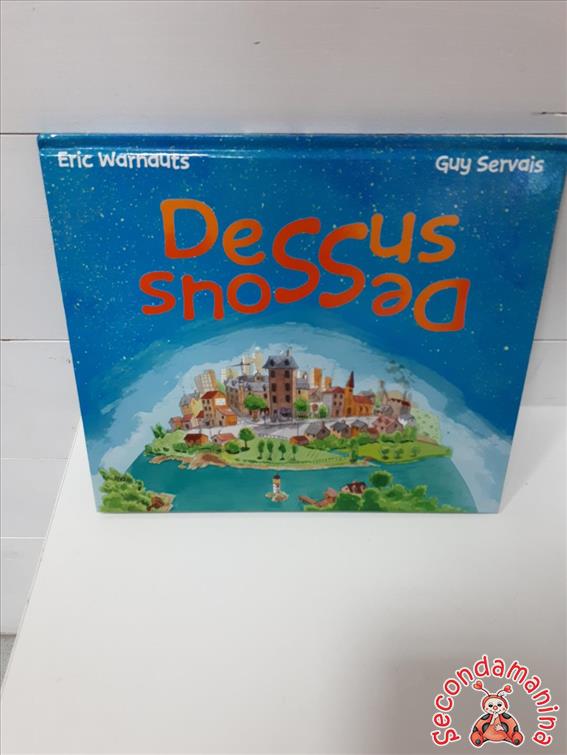 Eric Warnauts
Guy Servais
Dessus
Dessous
Secondamanina